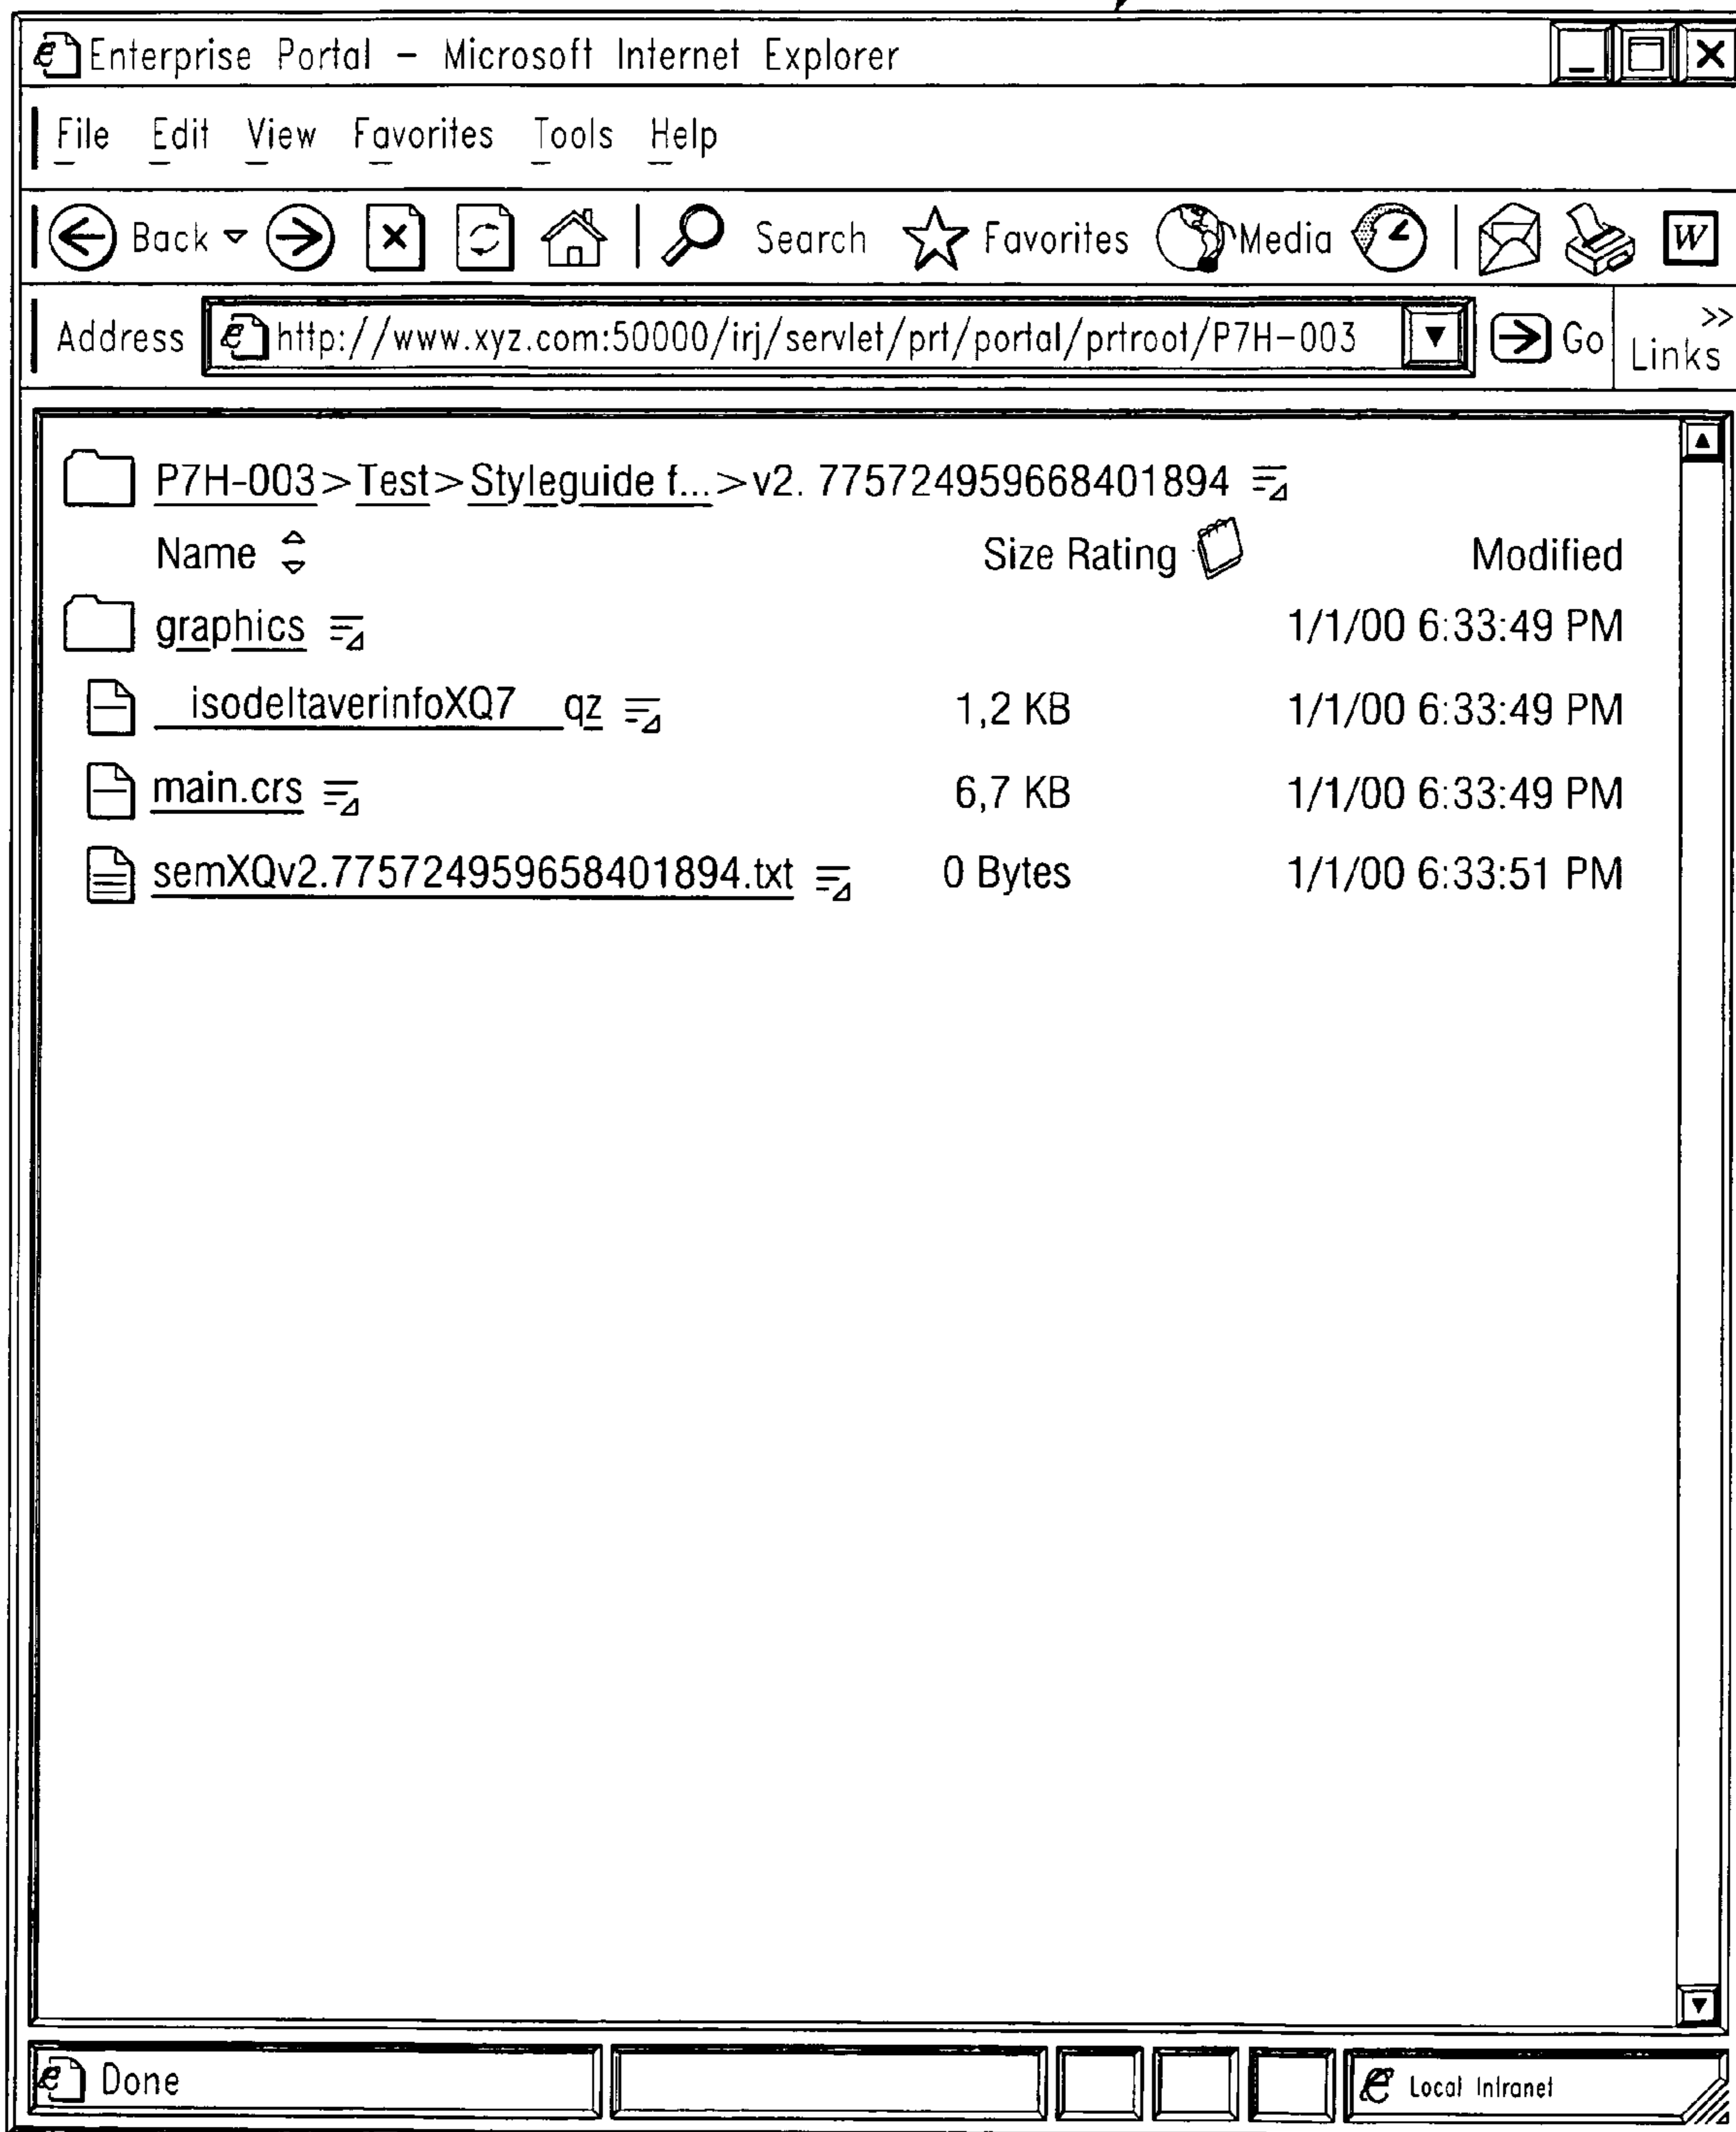 Enterprise Portal – Microsoft Internet Explorer
File Edit View Favorites Tools Help
Back Search Favorites Media W
Address http://www.xyz.com:50000/irj/servlet/prt/portal/prtroot/P7H-003 Go Links >>
P7H-003>Test>Styleguide f...>v2. 775724959668401894
Name Size Rating Modified
graphics 1/1/00 6:33:49 PM
__isodeltaverinfoXQ7__qz 1,2 KB 1/1/00 6:33:49 PM
main.crs 6,7 KB 1/1/00 6:33:49 PM
semXQv2.775724959658401894.txt 0 Bytes 1/1/00 6:33:51 PM
Done Local Intranet